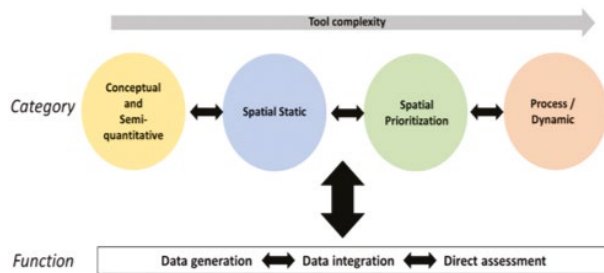 Tool complexity
Category
Conceptual
and
Semi-
quantitative
Spatial Static
Spatial
Prioritization
Process /
Dynamic
Function
Data generation Data integration Direct assessment